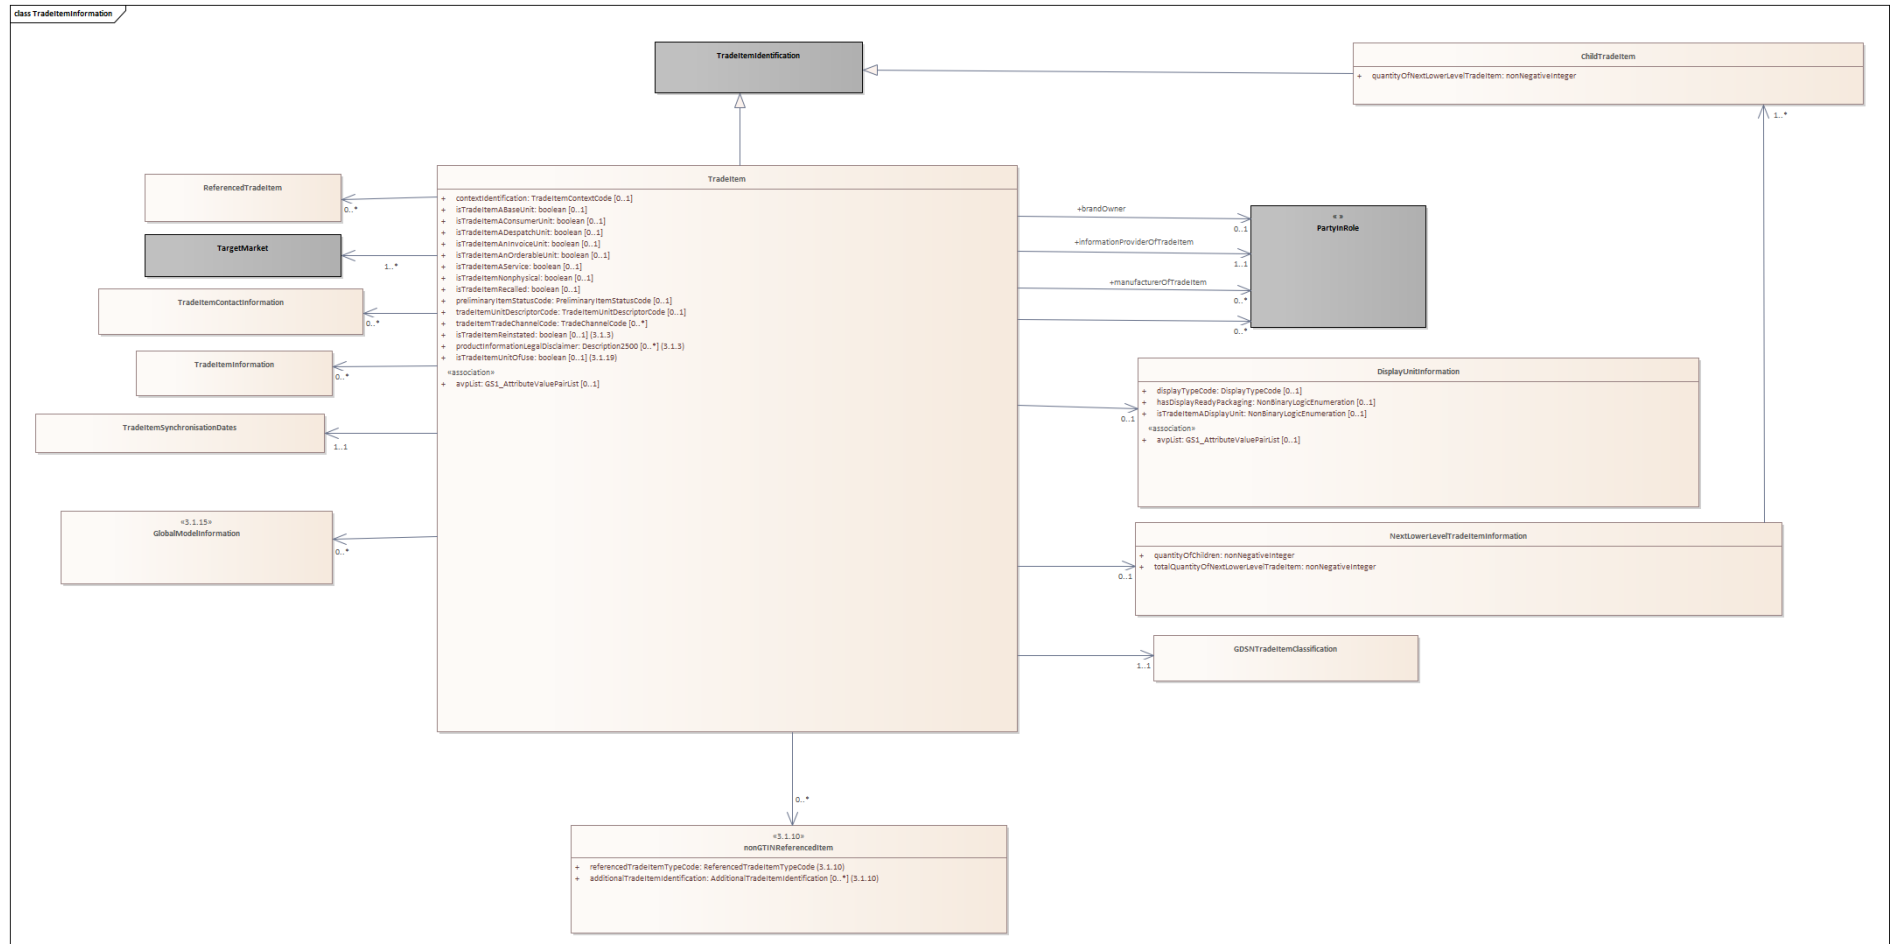 class TradeItemInformation
TradeItemIdentification
ChildTradeItem
+ quantityOfNextLowerLevelTradeItem: nonNegativeInteger
1..*
TradeItem
+ contextIdentification: TradeItemContextCode [0..1]
+ isTradeItemABaseUnit: boolean [0..1]
+ isTradeItemAConsumerUnit: boolean [0..1]
+ isTradeItemADespatchUnit: boolean [0..1]
+ isTradeItemAnInvoiceUnit: boolean [0..1]
+ isTradeItemAnOrderableUnit: boolean [0..1]
+ isTradeItemAService: boolean [0..1]
+ isTradeItemNonphysical: boolean [0..1]
+ isTradeItemRecalled: boolean [0..1]
+ preliminaryItemStatusCode: PreliminaryItemStatusCode [0..1]
+ tradeItemUnitDescriptorCode: TradeItemUnitDescriptorCode [0..1]
+ tradeItemTradeChannelCode: TradeChannelCode [0..*]
+ isTradeItemReinstated: boolean [0..1] (3.1.3)
+ productInformationLegalDisclaimer: Description2500 [0..*] (3.1.3)
+ isTradeItemUnitOfUse: boolean [0..1] (3.1.19)
«association»
+ avpList: GS1_AttributeValuePairList [0..1]
ReferencedTradeItem
0..*
TargetMarket
1..*
TradeItemContactInformation
0..*
TradeItemInformation
0..*
TradeItemSynchronisationDates
1..1
«3.1.15»
GlobalModelInformation
0..*
+brandOwner
0..1
+informationProviderOfTradeItem
1..1
+manufacturerOfTradeItem
0..*
0..*
« »
PartyInRole
DisplayUnitInformation
+ displayTypeCode: DisplayTypeCode [0..1]
+ hasDisplayReadyPackaging: NonBinaryLogicEnumeration [0..1]
+ isTradeItemADisplayUnit: NonBinaryLogicEnumeration [0..1]
«association»
+ avpList: GS1_AttributeValuePairList [0..1]
0..1
NextLowerLevelTradeItemInformation
+ quantityOfChildren: nonNegativeInteger
+ totalQuantityOfNextLowerLevelTradeItem: nonNegativeInteger
0..1
GDSNTradeItemClassification
1..1
0..*
«3.1.10»
nonGTINReferencedItem
+ referencedTradeItemTypeCode: ReferencedTradeItemTypeCode (3.1.10)
+ additionalTradeItemIdentification: AdditionalTradeItemIdentification [0..*] (3.1.10)